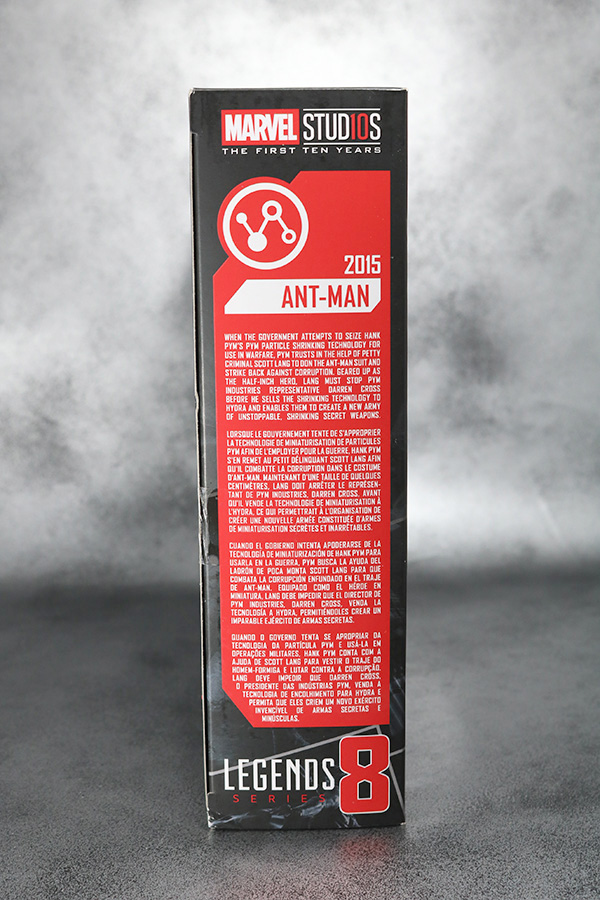 MARVEL STUD10S
THE FIRST TEN YEARS
2015
ANT-MAN
WHEN THE GOVERNMENT ATTEMPTS TO SEIZE HANK
PYM'S PYM PARTICLE SHRINKING TECHNOLOGY FOR
USE IN WARFARE, PYM TRUSTS IN THE HELP OF PETTY
CRIMINAL SCOTT LANG TO DON THE ANT-MAN SUIT AND
STRIKE BACK AGAINST CORRUPTION. GEARED UP AS
THE HALF-INCH HERO, LANG MUST STOP PYM
INDUSTRIES REPRESENTATIVE DARREN CROSS
BEFORE HE SELLS THE SHRINKING TECHNOLOGY TO
HYDRA AND ENABLES THEM TO CREATE A NEW ARMY
OF UNSTOPPABLE, SHRINKING SECRET WEAPONS.
LORSQUE LE GOUVERNEMENT TENTE DE S'APPROPRIER
LA TECHNOLOGIE DE MINIATURISATION DE PARTICULES
PYM AFIN DE L'EMPLOYER POUR LA GUERRE, HANK PYM
S'EN REMET AU PETIT DÉLINQUANT SCOTT LANG AFIN
QU'IL COMBATTE LA CORRUPTION DANS LE COSTUME
D'ANT-MAN. MAINTENANT D'UNE TAILLE DE QUELQUES
CENTIMÈTRES, LANG DOIT ARRÊTER LE REPRÉSEN-
TANT DE PYM INDUSTRIES, DARREN CROSS, AVANT
QU'IL VENDE LA TECHNOLOGIE DE MINIATURISATION À
L'HYDRA, CE QUI PERMETTRAIT À L'ORGANISATION DE
CRÉER UNE NOUVELLE ARMÉE CONSTITUÉE D'ARMES
DE MINIATURISATION SECRÈTES ET INARRÊTABLES.
CUANDO EL GOBIERNO INTENTA APODERARSE DE LA
TECNOLOGÍA DE MINIATURIZACIÓN DE HANK PYM PARA
USARLA EN LA GUERRA, PYM BUSCA LA AYUDA DEL
LADRÓN DE POCA MONTA SCOTT LANG PARA QUE
COMBATA LA CORRUPCIÓN ENFUNDADO EN EL TRAJE
DE ANT-MAN. EQUIPADO COMO EL HÉROE EN
MINIATURA, LANG DEBE IMPEDIR QUE EL DIRECTOR DE
PYM INDUSTRIES, DARREN CROSS, VENDA LA
TECNOLOGÍA A HYDRA, PERMITIÉNDOLES CREAR UN
IMPARABLE EJÉRCITO DE ARMAS SECRETAS.
QUANDO O GOVERNO TENTA SE APROPRIAR DA
TECNOLOGIA DA PARTÍCULA PYM E USÁ-LA EM
OPERAÇÕES MILITARES, HANK PYM CONTA COM A
AJUDA DE SCOTT LANG PARA VESTIR O TRAJE DO
HOMEM-FORMIGA E LUTAR CONTRA A CORRUPÇÃO.
LANG DEVE IMPEDIR QUE DARREN CROSS,
O PRESIDENTE DAS INDÚSTRIAS PYM, VENDA A
TECNOLOGIA DE ENCOLHIMENTO PARA HYDRA E
PERMITA QUE ELES CRIEM UM NOVO EXÉRCITO
INVENCÍVEL DE ARMAS SECRETAS E
MINÚSCULAS.
LEGENDS 8
SERIES